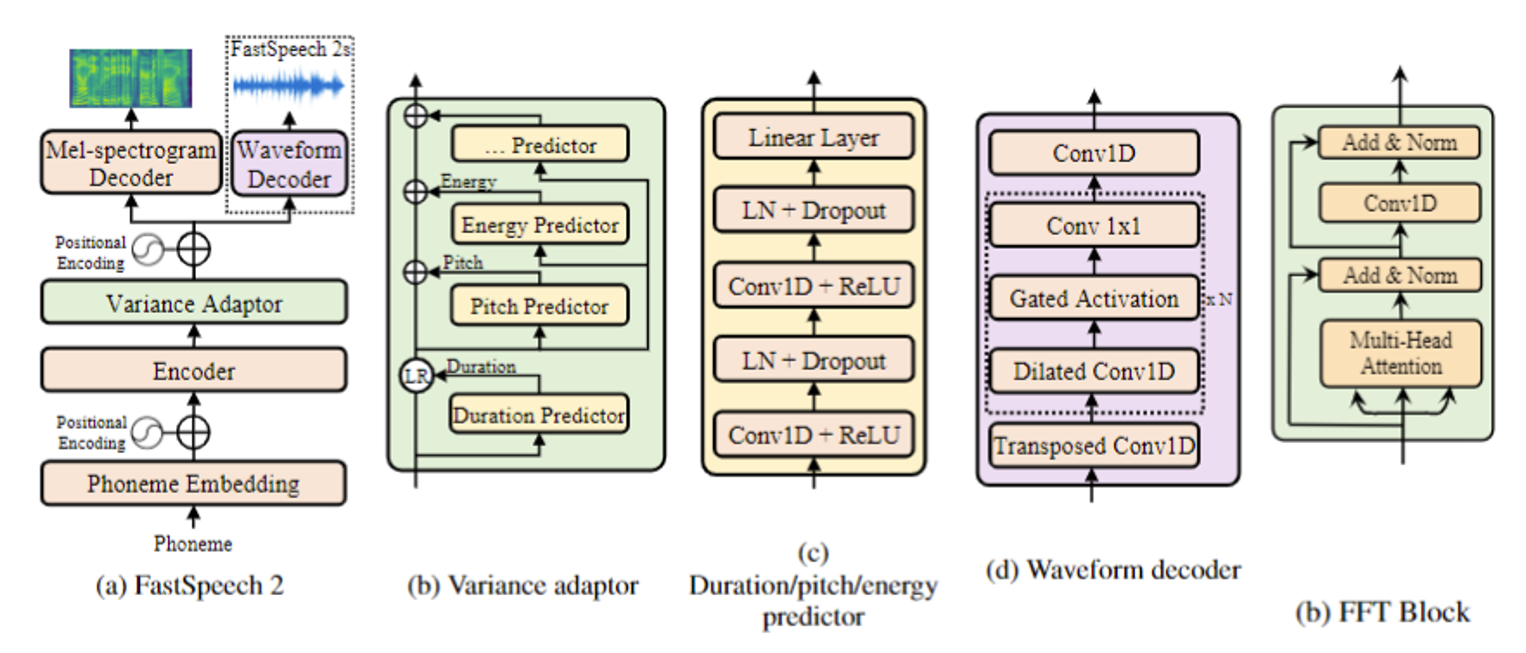 FastSpeech 2s
Mel-spectrogram
Decoder
Waveform
Decoder
Positional
Encoding
Variance Adaptor
Encoder
Positional
Encoding
Phoneme Embedding
Phoneme
(a) FastSpeech 2
... Predictor
Energy
Energy Predictor
Pitch
Pitch Predictor
LR
Duration
Duration Predictor
(b) Variance adaptor
Linear Layer
LN + Dropout
Conv1D + ReLU
LN + Dropout
Conv1D + ReLU
(c)
Duration/pitch/energy
predictor
Conv1D
Conv 1x1
Gated Activation
x N
Dilated Conv1D
Transposed Conv1D
(d) Waveform decoder
Add & Norm
Conv1D
Add & Norm
Multi-Head
Attention
(b) FFT Block